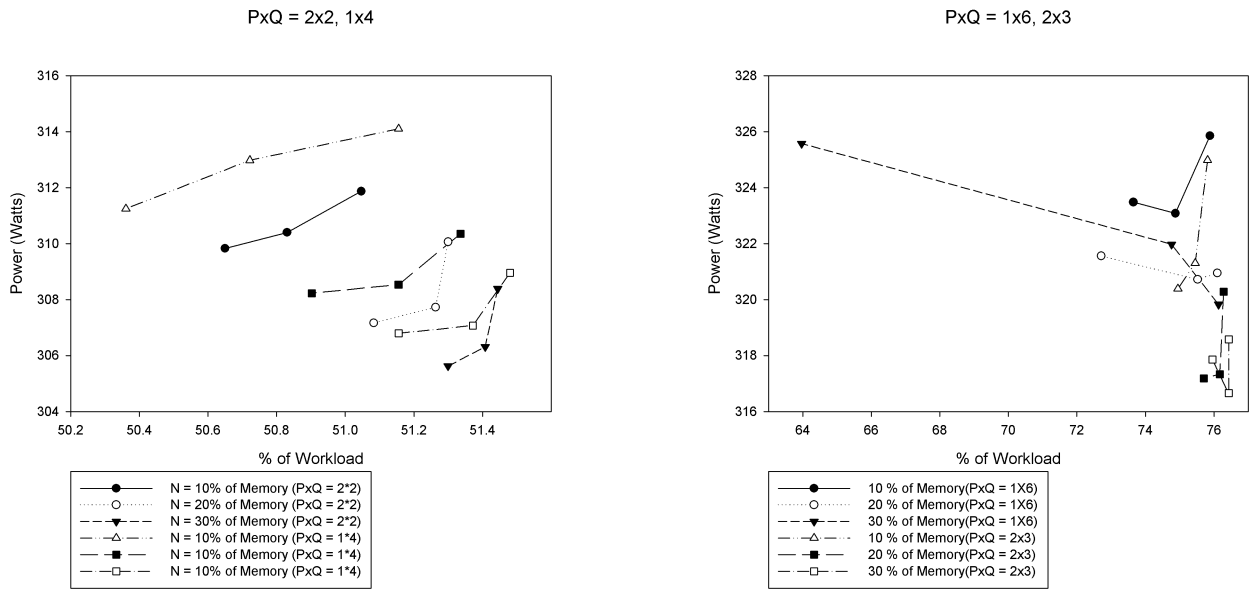 PxQ = 2x2, 1x4
316
314
312
310
308
306
304
Power (Watts)
50.2 50.4 50.6 50.8 51.0 51.2 51.4
% of Workload
N = 10% of Memory (PxQ = 2*2)
N = 20% of Memory (PxQ = 2*2)
N = 30% of Memory (PxQ = 2*2)
N = 10% of Memory (PxQ = 1*4)
N = 10% of Memory (PxQ = 1*4)
N = 10% of Memory (PxQ = 1*4)
PxQ = 1x6, 2x3
328
326
324
322
320
318
316
Power (Watts)
64 66 68 70 72 74 76
% of Workload
10 % of Memory(PxQ = 1X6)
20 % of Memory(PxQ = 1X6)
30 % of Memory(PxQ = 1X6)
10 % of Memory(PxQ = 2x3)
20 % of Memory(PxQ = 2x3)
30 % of Memory(PxQ = 2x3)